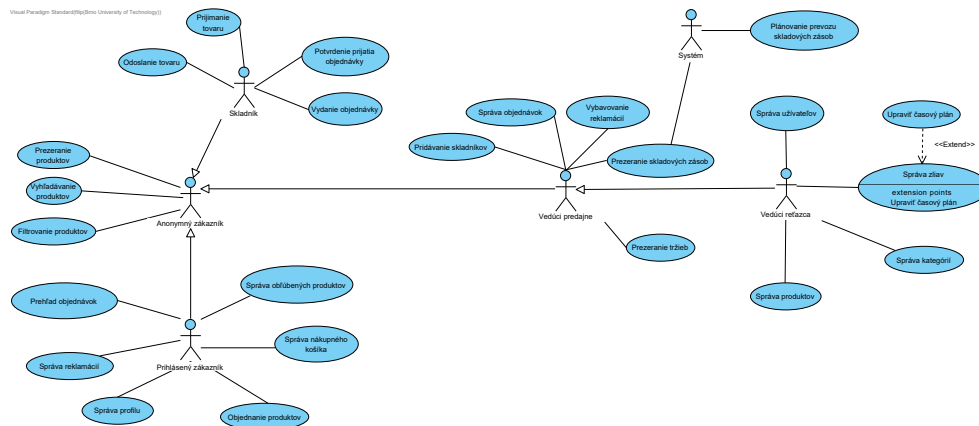 Visual Paradigm Standard(filip(Brno University of Technology))
Prijímanie
tovaru
Odoslanie tovaru
Potvrdenie prijatia
objednávky
Vydanie objednávky
Skladník
Systém
Plánovanie prevozu
skladových zásob
Prezeranie
produktov
Vyhľadávanie
produktov
Filtrovanie produktov
Anonymný zákazník
Správa objednávok
Vybavovanie
reklamácií
Pridávanie skladníkov
Prezeranie skladových zásob
Vedúci predajne
Prezeranie tržieb
Správa užívateľov
Upraviť časový plán
<<Extend>>
Správa zliav
extension points
Upraviť časový plán
Vedúci reťazca
Správa kategórií
Správa produktov
Prehľad objednávok
Správa obľúbených produktov
Správa nákupného
košíka
Správa reklamácií
Prihlásený zákazník
Správa profilu
Objednanie produktov